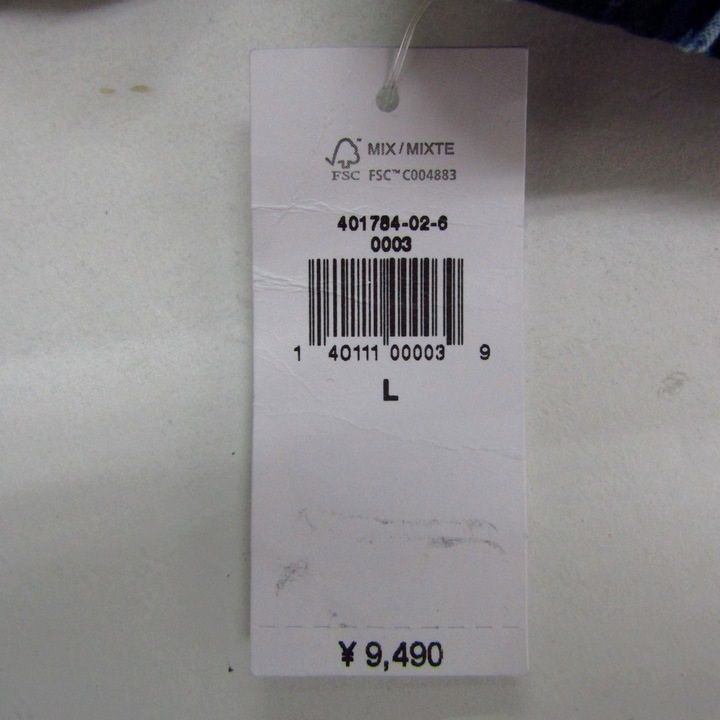 MIX/MIXTE
FSC FSC™ C004883
401784-02-6
0003
1 40111 00003 9
L
¥ 9,490